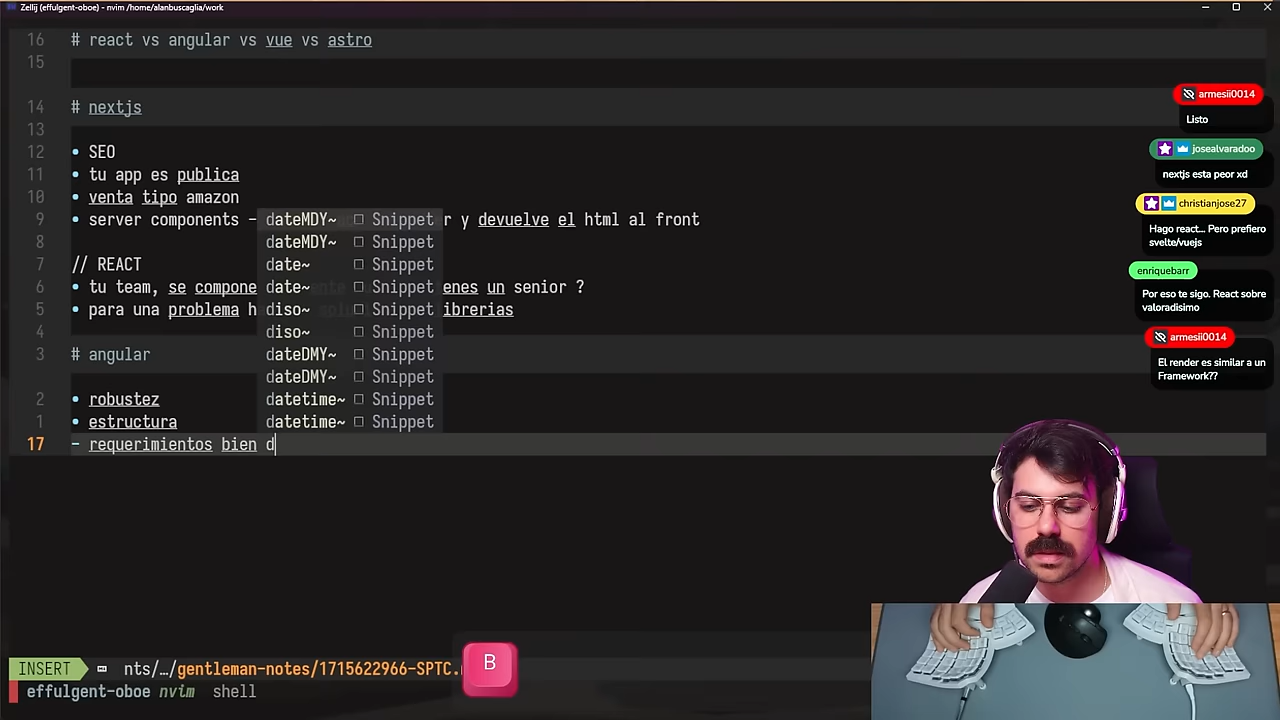 Zellij (effulgent-oboe) - nvim /home/alanbuscaglia/work
16 # react vs angular vs vue vs astro
15
14 # nextjs
13
12 • SEO
11 • tu app es publica
10 • venta tipo amazon
9 • server components - r y devuelve el html al front
8
7 // REACT
6 • tu team, se compone enes un senior ?
5 • para una problema h ibrerias
4
3 # angular
2 • robustez
1 • estructura
17 - requerimientos bien d
dateMDY~ □ Snippet
dateMDY~ □ Snippet
date~ □ Snippet
date~ □ Snippet
diso~ □ Snippet
diso~ □ Snippet
dateDMY~ □ Snippet
dateDMY~ □ Snippet
datetime~ □ Snippet
datetime~ □ Snippet
armesii0014
Listo
josealvaradoo
nextjs esta peor xd
christianjose27
Hago react... Pero prefiero
svelte/vuejs
enriquebarr
Por eso te sigo. React sobre
valoradisimo
armesii0014
El render es similar a un
Framework??
INSERT nts/…/gentleman-notes/1715622966-SPTC.
B
effulgent-oboe nvim shell